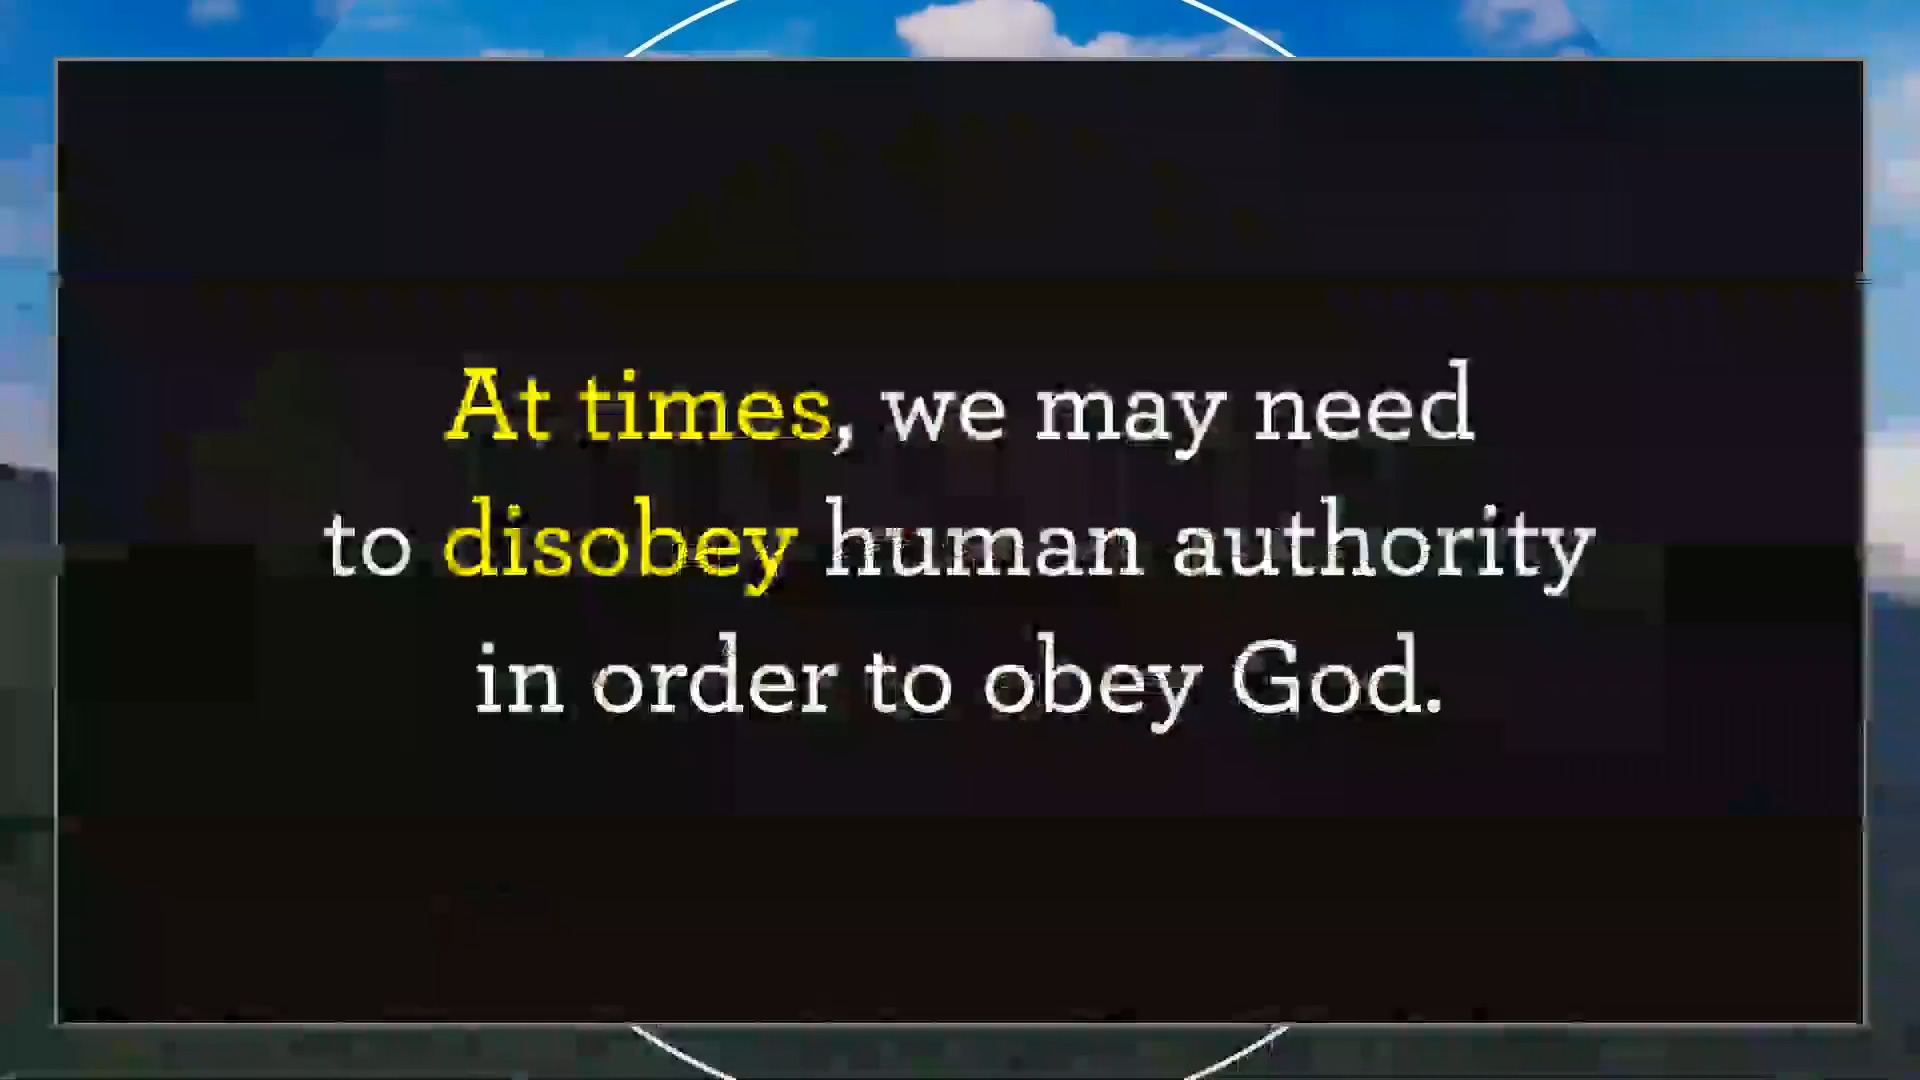 At times, we may need
to disobey human authority
in order to obey God.